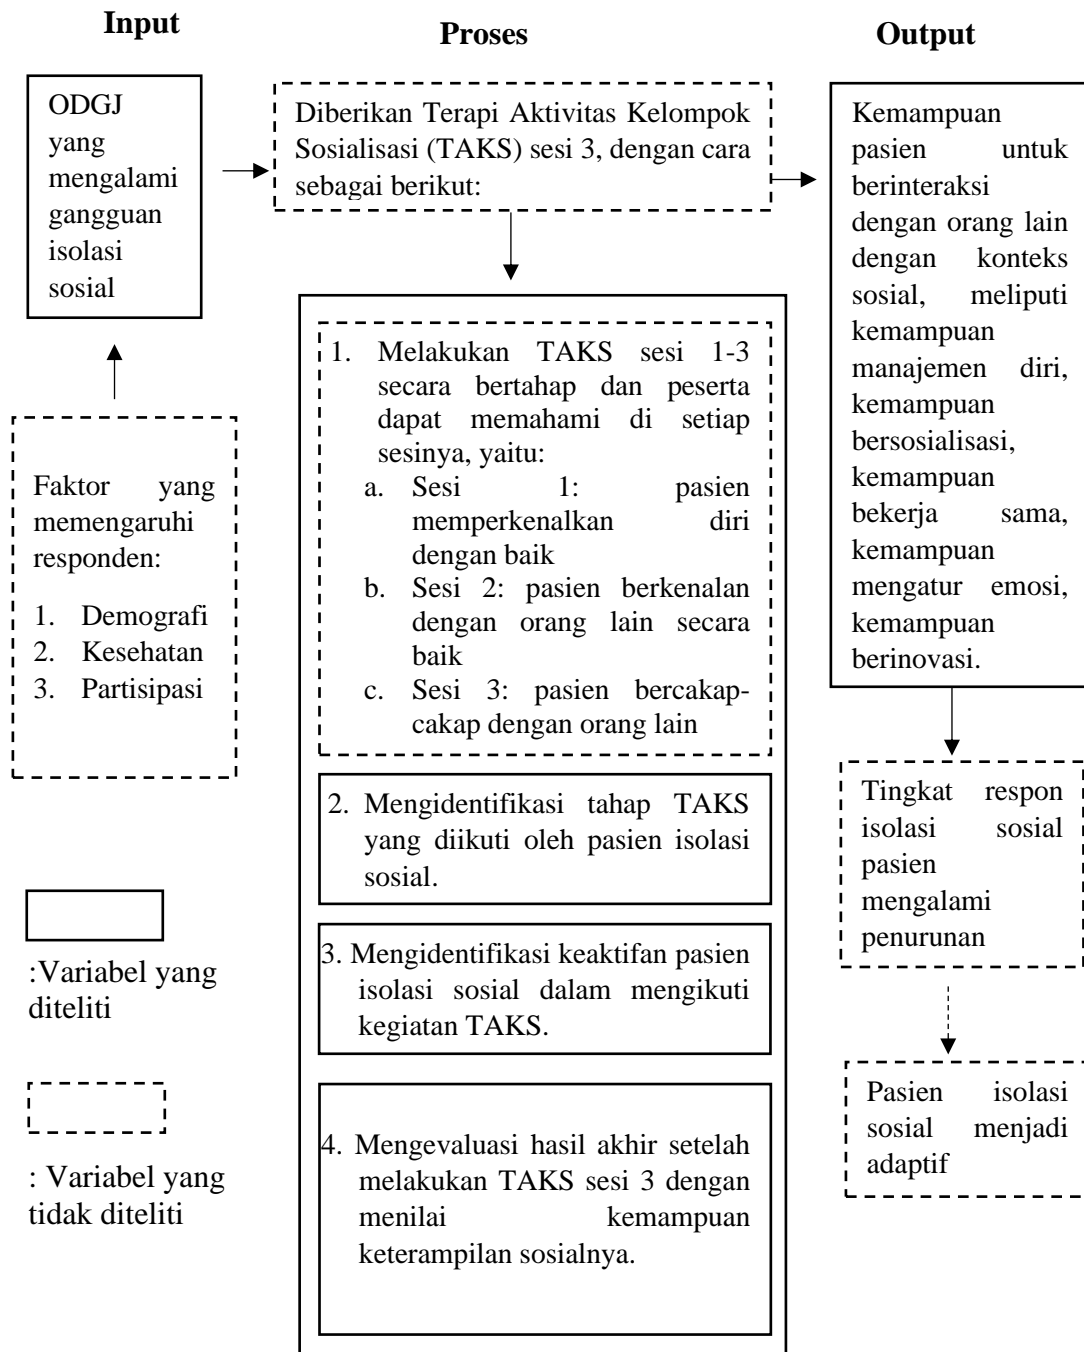 Input
Proses
Output
ODGJ
yang
mengalami
gangguan
isolasi
sosial
Faktor yang
memengaruhi
responden:
1. Demografi
2. Kesehatan
3. Partisipasi
:Variabel yang
diteliti
: Variabel yang
tidak diteliti
Diberikan Terapi Aktivitas Kelompok
Sosialisasi (TAKS) sesi 3, dengan cara
sebagai berikut:
1. Melakukan TAKS sesi 1-3
secara bertahap dan peserta
dapat memahami di setiap
sesinya, yaitu:
a. Sesi 1: pasien
memperkenalkan diri
dengan baik
b. Sesi 2: pasien berkenalan
dengan orang lain secara
baik
c. Sesi 3: pasien bercakap-
cakap dengan orang lain
2. Mengidentifikasi tahap TAKS
yang diikuti oleh pasien isolasi
sosial.
3. Mengidentifikasi keaktifan pasien
isolasi sosial dalam mengikuti
kegiatan TAKS.
4. Mengevaluasi hasil akhir setelah
melakukan TAKS sesi 3 dengan
menilai kemampuan
keterampilan sosialnya.
Kemampuan
pasien untuk
berinteraksi
dengan orang lain
dengan konteks
sosial, meliputi
kemampuan
manajemen diri,
kemampuan
bersosialisasi,
kemampuan
bekerja sama,
kemampuan
mengatur emosi,
kemampuan
berinovasi.
Tingkat respon
isolasi sosial
pasien
mengalami
penurunan
Pasien isolasi
sosial menjadi
adaptif